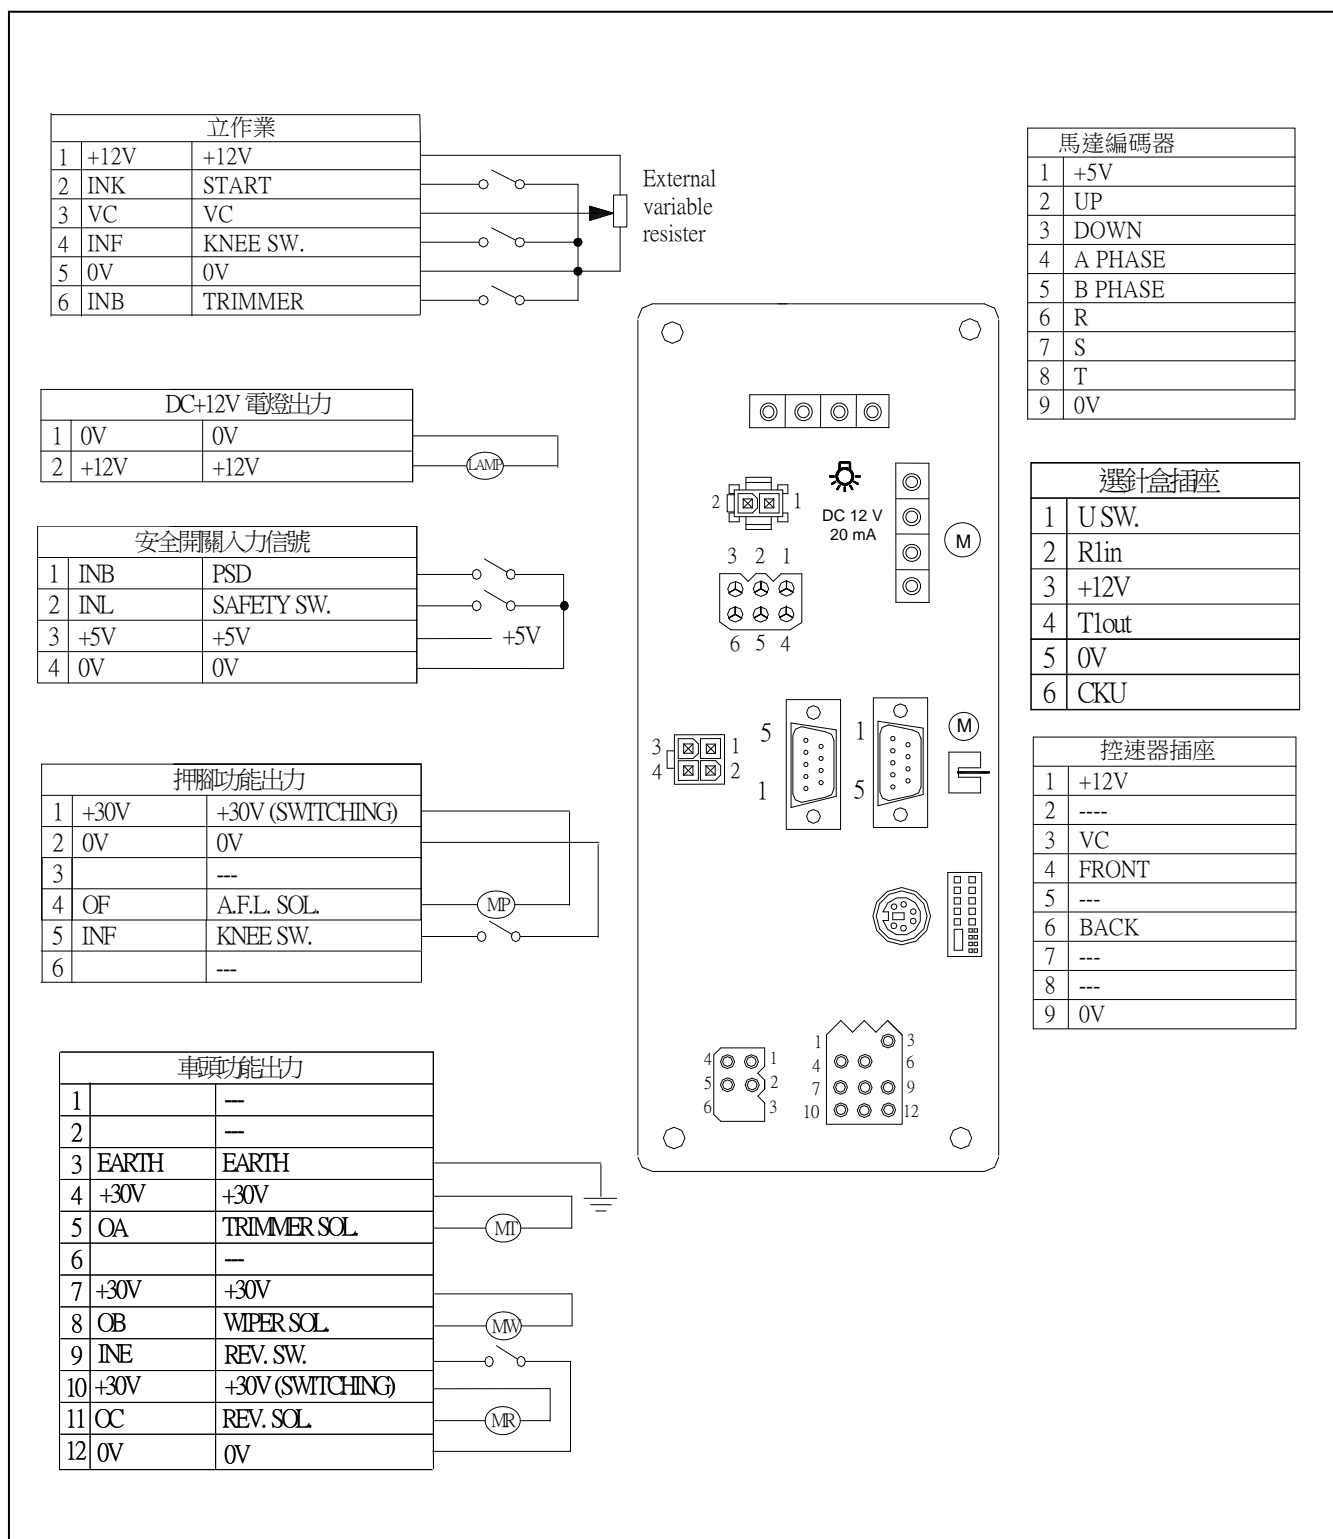 立作業
1 +12V +12V
2 INK START
3 VC VC
4 INF KNEE SW.
5 0V 0V
6 INB TRIMMER
External
variable
resister
DC+12V 電燈出力
1 0V 0V
2 +12V +12V
LAMP
安全開關入力信號
1 INB PSD
2 INL SAFETY SW.
3 +5V +5V
+5V
4 0V 0V
押腳功能出力
1 +30V +30V (SWITCHING)
2 0V 0V
3 ---
4 OF A.F.L. SOL.
MP
5 INF KNEE SW.
6 ---
車頭功能出力
1 ---
2 ---
3 EARTH EARTH
4 +30V +30V
5 OA TRIMMER SOL.
MT
6 ---
7 +30V +30V
8 OB WIPER SOL.
MW
9 INE REV. SW.
10 +30V +30V (SWITCHING)
11 OC REV. SOL.
MR
12 0V 0V
2 1
DC 12 V
20 mA
M
3 2 1
6 5 4
5
1
1
5
M
3 1
4 2
4 1
5 2
6 3
1 3
4 6
7 9
10 12
馬達編碼器
1 +5V
2 UP
3 DOWN
4 A PHASE
5 B PHASE
6 R
7 S
8 T
9 0V
選針盒插座
1 U SW.
2 R1in
3 +12V
4 T1out
5 0V
6 CKU
控速器插座
1 +12V
2 ----
3 VC
4 FRONT
5 ---
6 BACK
7 ---
8 ---
9 0V